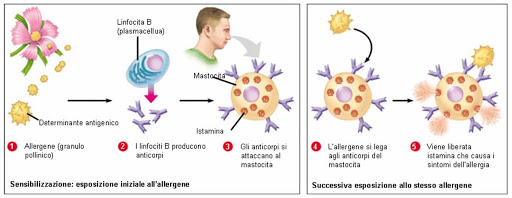 Linfocita B
(plasmacellua)
Mastocita
Determinante antigenico
Istamina
1 Allergene (granulo
pollinico)
2 I linfociti B producono
anticorpi
3 Gli anticorpi si
attaccano al
mastocita
4 L'allergene si lega
agli anticorpi del
mastocita
5 Viene liberata
istamina che causa i
sintomi dell'allergia
Sensibilizzazione: esposizione iniziale all'allergene
Successiva esposizione allo stesso allergene